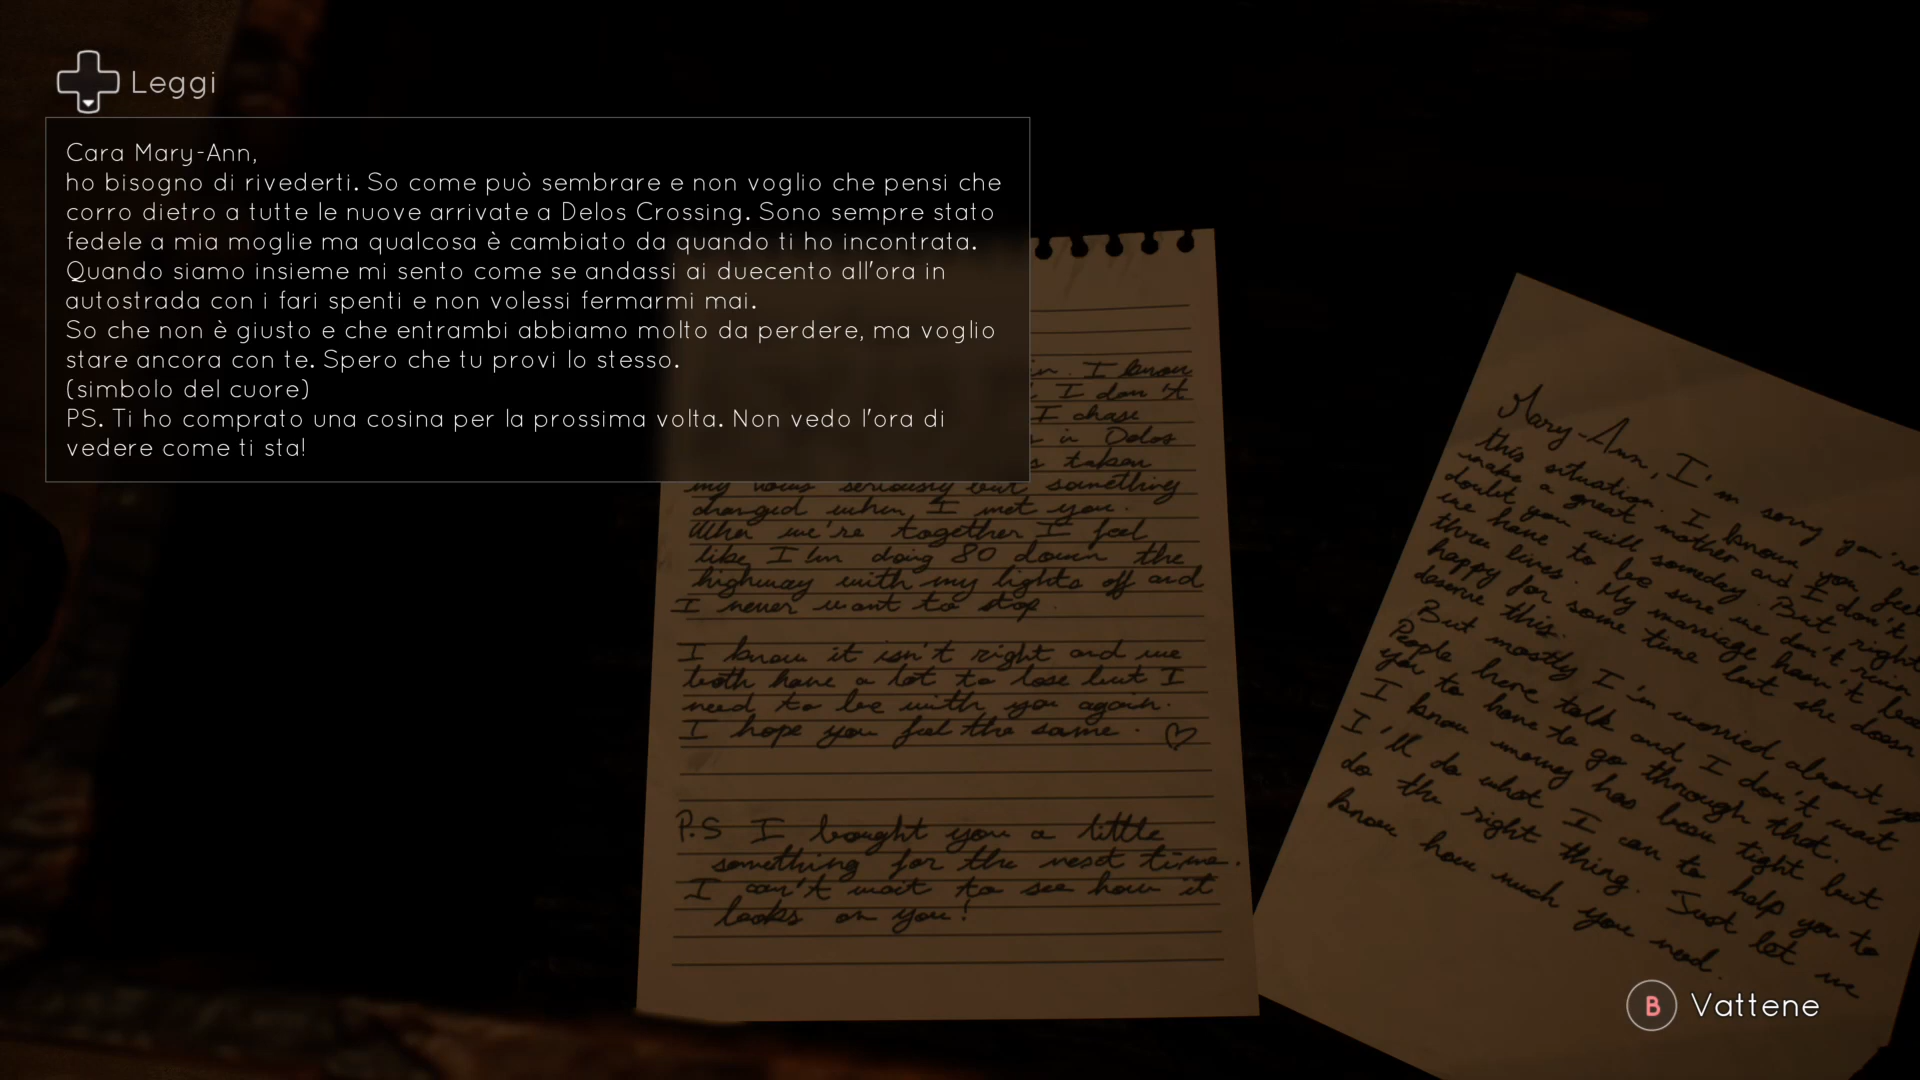 Leggi
Cara Mary-Ann,
ho bisogno di rivederti. So come può sembrare e non voglio che pensi che
corro dietro a tutte le nuove arrivate a Delos Crossing. Sono sempre stato
fedele a mia moglie ma qualcosa è cambiato da quando ti ho incontrata.
Quando siamo insieme mi sento come se andassi ai duecento all'ora in
autostrada con i fari spenti e non volessi fermarmi mai.
So che non è giusto e che entrambi abbiamo molto da perdere, ma voglio
stare ancora con te. Spero che tu provi lo stesso.
(simbolo del cuore)
PS. Ti ho comprato una cosina per la prossima volta. Non vedo l'ora di
vedere come ti sta!
I know
I don't
I chase
in Delos
taken
my vows seriously but something
changed when I met you.
When we're together I feel
like I'm doing 80 down the
highway with my lights off and
I never want to stop.
I know it isn't right and we
both have a lot to lose but I
need to be with you again.
I hope you feel the same. ♡
P.S I bought you a little
something for the next time.
I can't wait to see how it
looks on you!
Mary-Ann, I'm sorry you're
this situation. I know you feel
make a great mother and I don't
doubt you will someday. But right
we have to be sure we don't ruin
three lives. My marriage hasn't
happy for some time but she doesn
deserve this.
But mostly I'm worried about
People here talk and I don't want
you to have to go through that.
I know money has been tight but
I'll do what I can to help you to
do the right thing. Just let me
know how much you need.
B Vattene